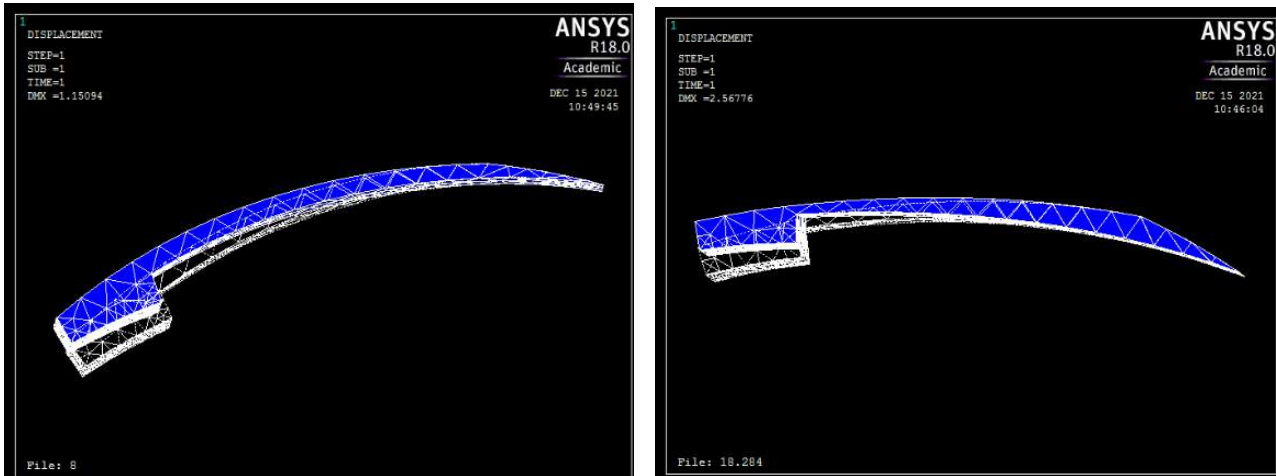 1
DISPLACEMENT
STEP=1
SUB =1
TIME=1
DMX =1.15094
ANSYS
R18.0
Academic
DEC 15 2021
10:49:45
File: 8
1
DISPLACEMENT
STEP=1
SUB =1
TIME=1
DMX =2.56776
ANSYS
R18.0
Academic
DEC 15 2021
10:46:04
File: 18.284